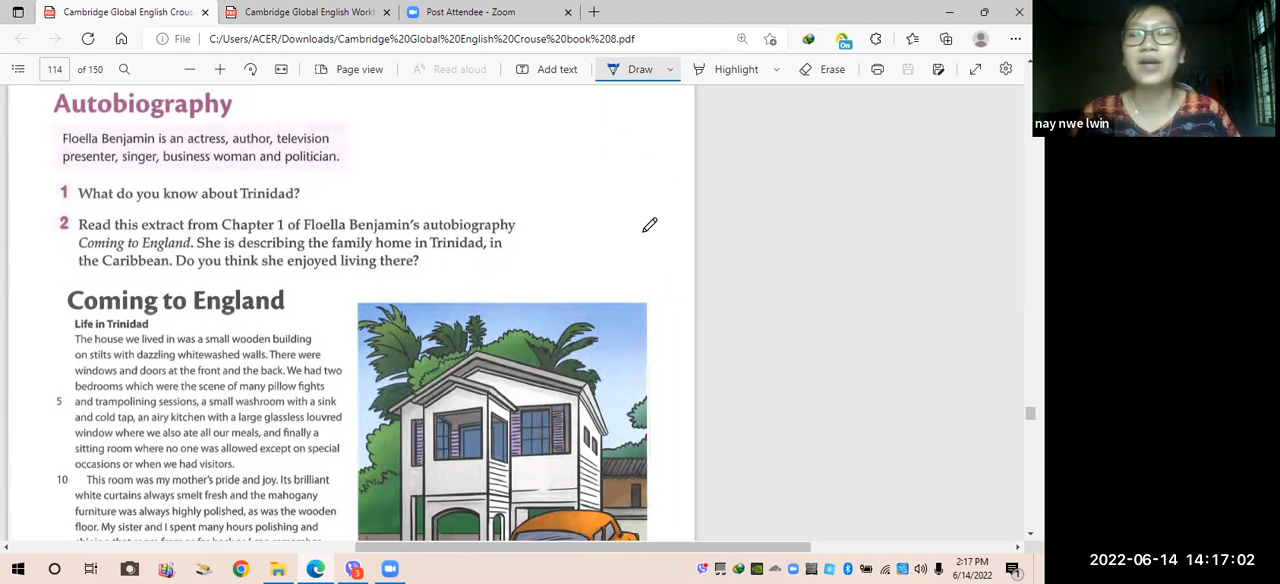 Cambridge Global English Crous
Cambridge Global English Workb
Post Attendee - Zoom
File
C:/Users/ACER/Downloads/Cambridge%20Global%20English%20Crouse%20book%208.pdf
On
114 of 150
Page view
Read aloud
Add text
Draw
Highlight
Erase
nay nwe lwin
Autobiography
Floella Benjamin is an actress, author, television
presenter, singer, business woman and politician.
1 What do you know about Trinidad?
2 Read this extract from Chapter 1 of Floella Benjamin's autobiography
Coming to England. She is describing the family home in Trinidad, in
the Caribbean. Do you think she enjoyed living there?
Coming to England
Life in Trinidad
The house we lived in was a small wooden building
on stilts with dazzling whitewashed walls. There were
windows and doors at the front and the back. We had two
bedrooms which were the scene of many pillow fights
5 and trampolining sessions, a small washroom with a sink
and cold tap, an airy kitchen with a large glassless louvred
window where we also ate all our meals, and finally a
sitting room where no one was allowed except on special
occasions or when we had visitors.
10 This room was my mother's pride and joy. Its brilliant
white curtains always smelt fresh and the mahogany
furniture was always highly polished, as was the wooden
floor. My sister and I spent many hours polishing and
2022-06-14 14:17:02
3
2:17 PM
6/14/2022
1